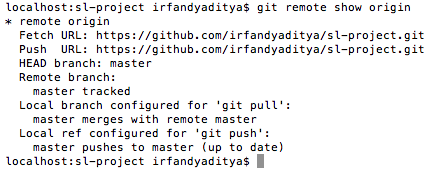 localhost:sl-project irfandyaditya$ git remote show origin
* remote origin
  Fetch URL: https://github.com/irfandyaditya/sl-project.git
  Push  URL: https://github.com/irfandyaditya/sl-project.git
  HEAD branch: master
  Remote branch:
    master tracked
  Local branch configured for 'git pull':
    master merges with remote master
  Local ref configured for 'git push':
    master pushes to master (up to date)
localhost:sl-project irfandyaditya$